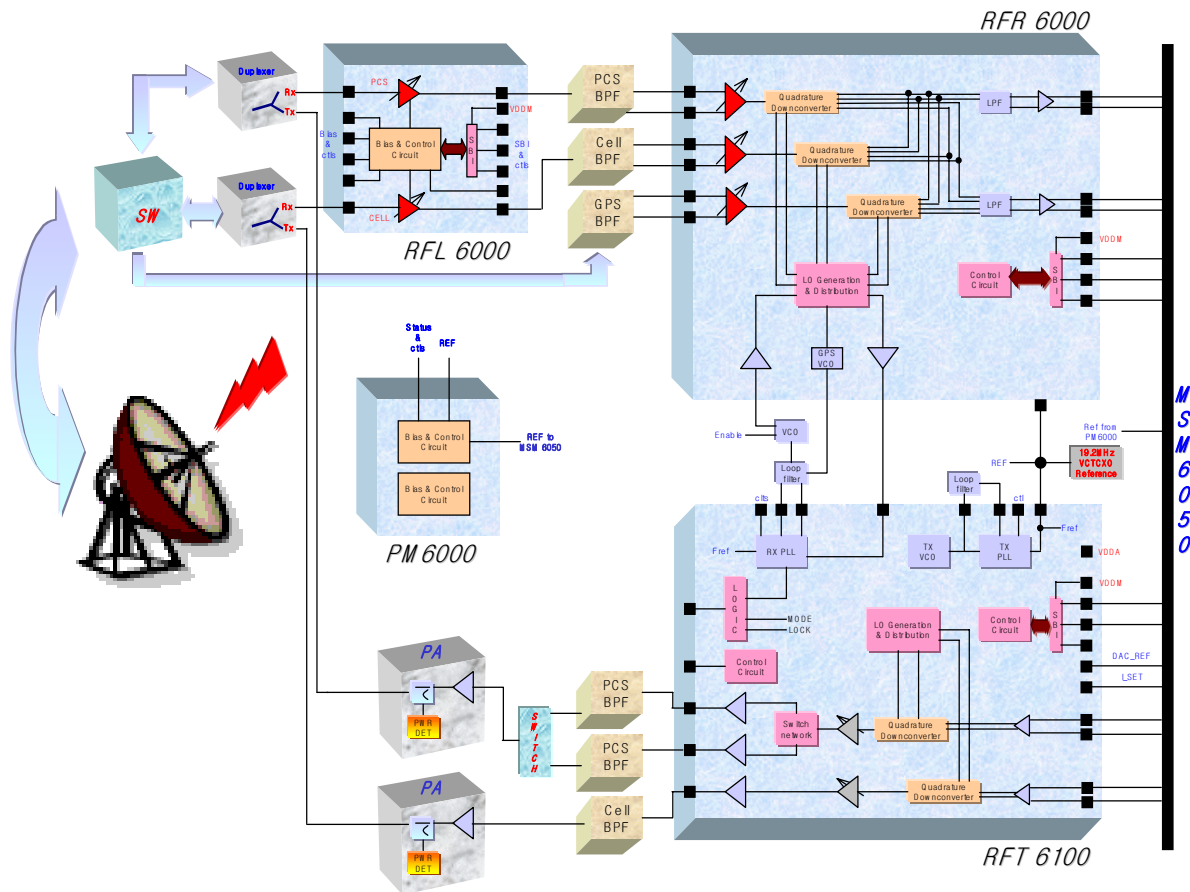 RFR 6000
Duplexer
Rx
Tx
PCS
VDDM
Bias & ctls
Bias & Control Circuit
SBI
SBI & ctls
CELL
RFL 6000
Duplexer
Rx
Tx
SW
PCS BPF
Cell BPF
GPS BPF
Quadrature Downconverter
Quadrature Downconverter
Quadrature Downconverter
LPF
LPF
VDDM
Control Circuit
SBI
LO Generation & Distribution
GPS VCO
Status & ctls
REF
Bias & Control Circuit
REF to MSM 6050
Bias & Control Circuit
PM 6000
Enable
VCO
Loop filter
REF
Ref from PM6000
19.2MHz VCTCXO Reference
MSM6050
Loop filter
clts
ctl
Fref
RX PLL
TX VCO
TX PLL
Fref
VDDA
VDDM
LOGIC
MODE
LOCK
LO Generation & Distribution
Control Circuit
SBI
Control Circuit
DAC_REF
I_SET
PA
PWR DET
SWITCH
PCS BPF
PCS BPF
Switch network
Quadrature Downconverter
PA
PWR DET
Cell BPF
Quadrature Downconverter
RFT 6100